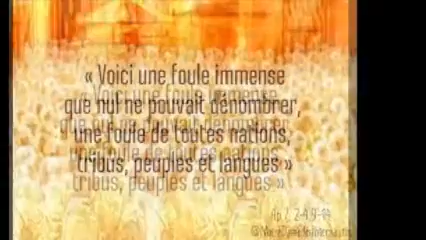 « Voici une foule immense
que nul ne pouvait dénombrer,
une foule de toutes nations,
tribus, peuples et langues »